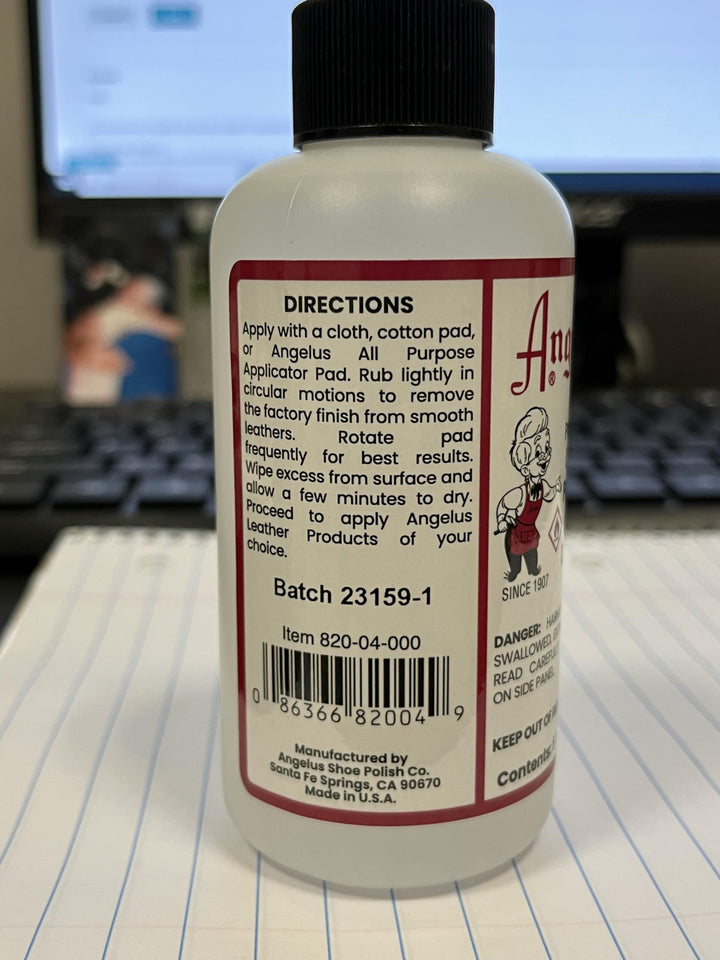 DIRECTIONS
Apply with a cloth, cotton pad,
or Angelus All Purpose
Applicator Pad. Rub lightly in
circular motions to remove
the factory finish from smooth
leathers. Rotate pad
frequently for best results.
Wipe excess from surface and
allow a few minutes to dry.
Proceed to apply Angelus
Leather Products of your
choice.
Batch 23159-1
Item 820-04-000
0 86366 82004 9
Manufactured by
Angelus Shoe Polish Co.
Santa Fe Springs, CA 90670
Made in U.S.A.
Ang
®
SINCE 1907
DANGER:
SWALLOWED,
READ
ON SIDE PANEL.
KEEP OUT OF
Contents: